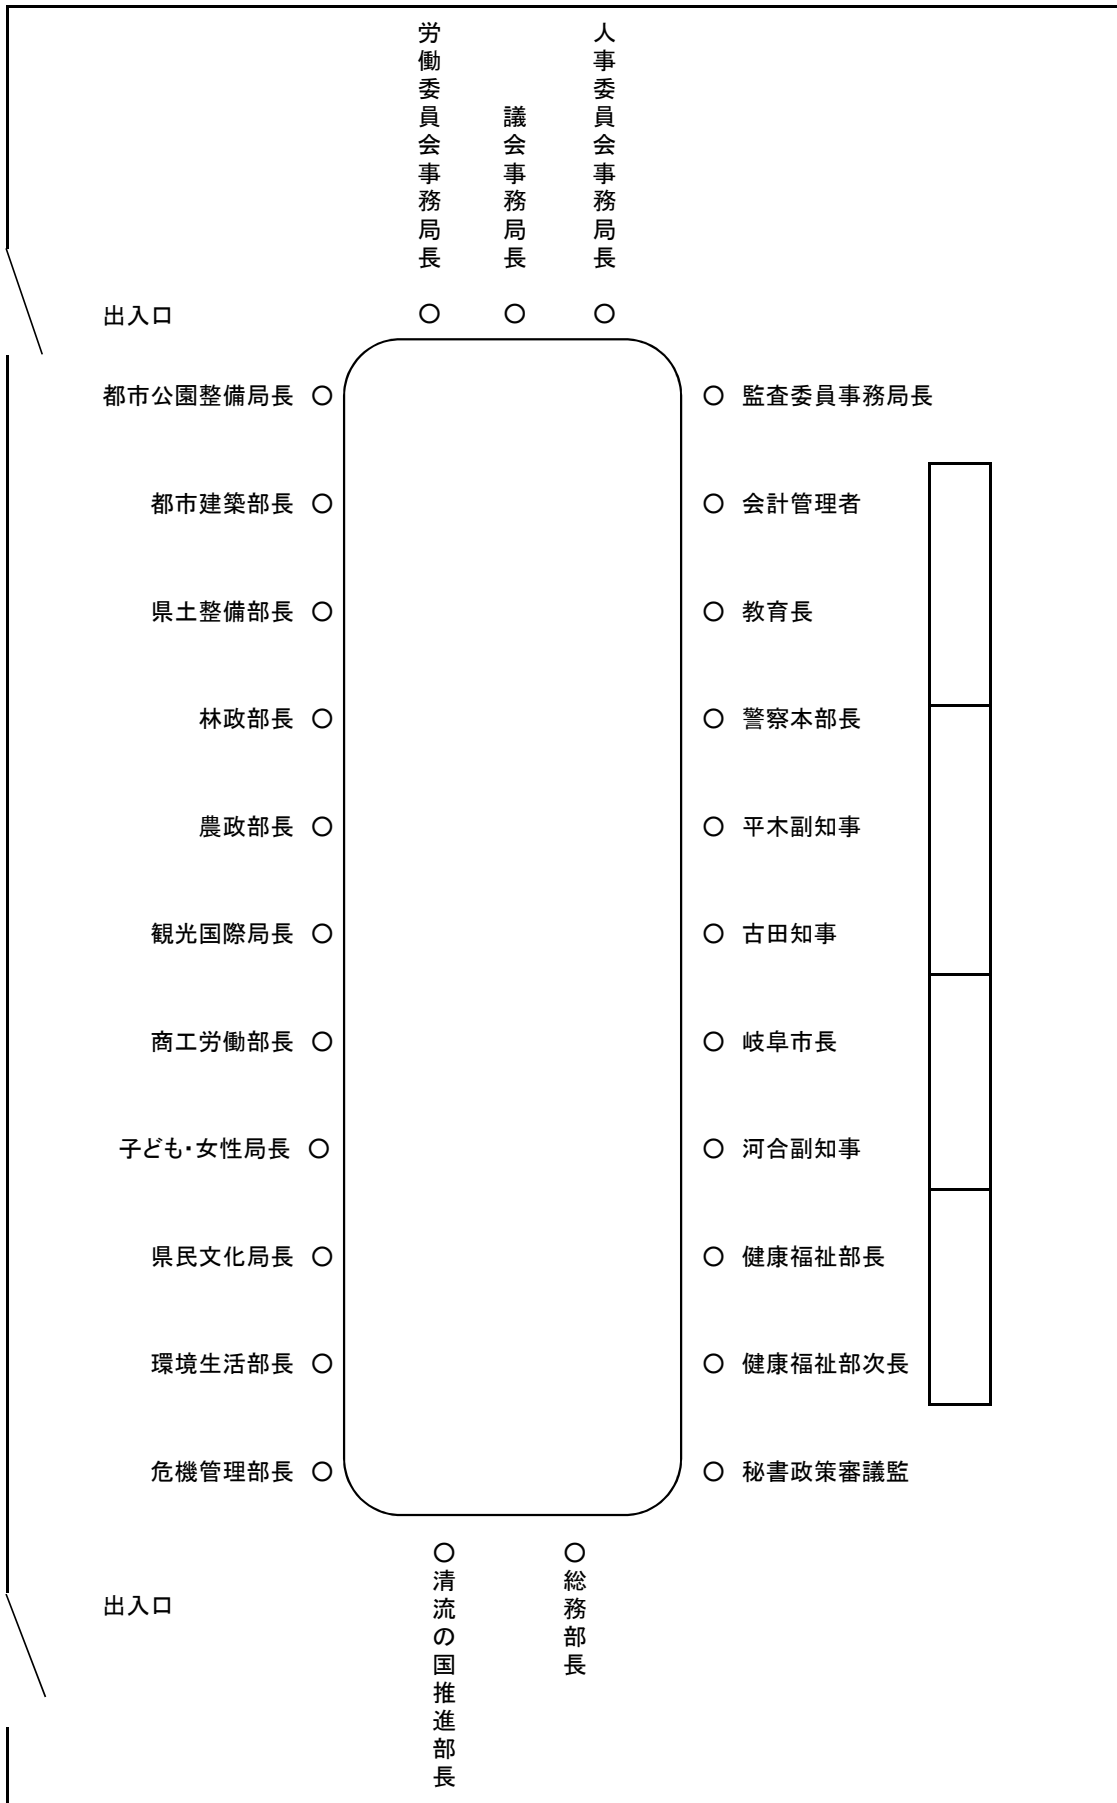 労働委員会事務局長
議会事務局長
人事委員会事務局長
出入口
都市公園整備局長 ○
○ 監査委員事務局長
都市建築部長 ○
○ 会計管理者
県土整備部長 ○
○ 教育長
林政部長 ○
○ 警察本部長
農政部長 ○
○ 平木副知事
観光国際局長 ○
○ 古田知事
商工労働部長 ○
○ 岐阜市長
子ども・女性局長 ○
○ 河合副知事
県民文化局長 ○
○ 健康福祉部長
環境生活部長 ○
○ 健康福祉部次長
危機管理部長 ○
○ 秘書政策審議監
○清流の国推進部長
○総務部長
出入口